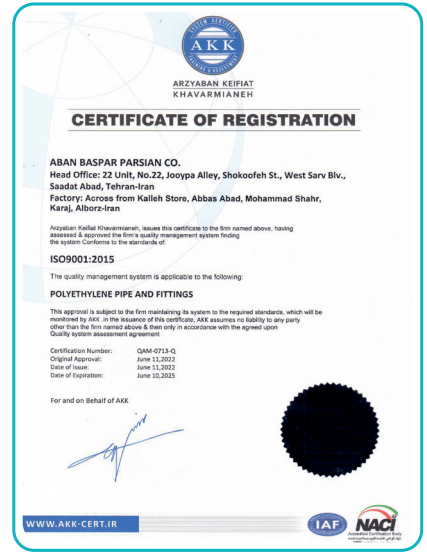 SYSTEM CERTIFIER
AKK
TRAINING & ASSESSMENT
ARZYABAN KEIFIAT
KHAVARMIANEH
CERTIFICATE OF REGISTRATION
ABAN BASPAR PARSIAN CO.
Head Office: 22 Unit, No.22, Jooypa Alley, Shokoofeh St., West Sarv Blv.,
Saadat Abad, Tehran-Iran
Factory: Across from Kalleh Store, Abbas Abad, Mohammad Shahr,
Karaj, Alborz-Iran
Arzyaban Keifiat Khavarmianeh, issues this certificate to the firm named above, having
assessed & approved the firm's quality management system finding
the system Conforms to the standards of:
ISO9001:2015
The quality management system is applicable to the following:
POLYETHYLENE PIPE AND FITTINGS
This approval is subject to the firm maintaining its system to the required standards, which will be
monitored by AKK .In the issuance of this certificate, AKK assumes no liability to any party
other than the firm named above & then only in accordance with the agreed upon
Quality system assessment agreement
Certification Number: QAM-0713-Q
Original Approval: June 11,2022
Date of Issue: June 11,2022
Date of Expiration: June 10,2025
For and on Behalf of AKK
WWW.AKK-CERT.IR
IAF
NACI
Accredited Certification Body